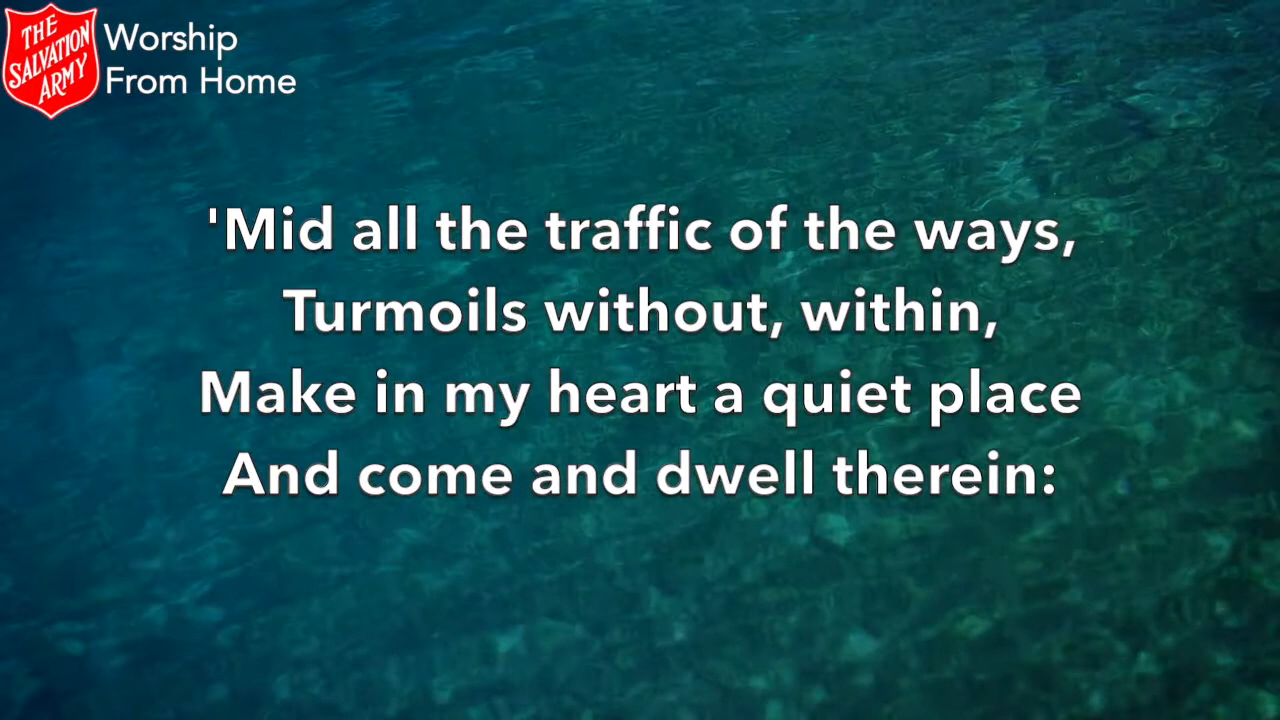 THE
SALVATION
ARMY
Worship
From Home
'Mid all the traffic of the ways,
Turmoils without, within,
Make in my heart a quiet place
And come and dwell therein: